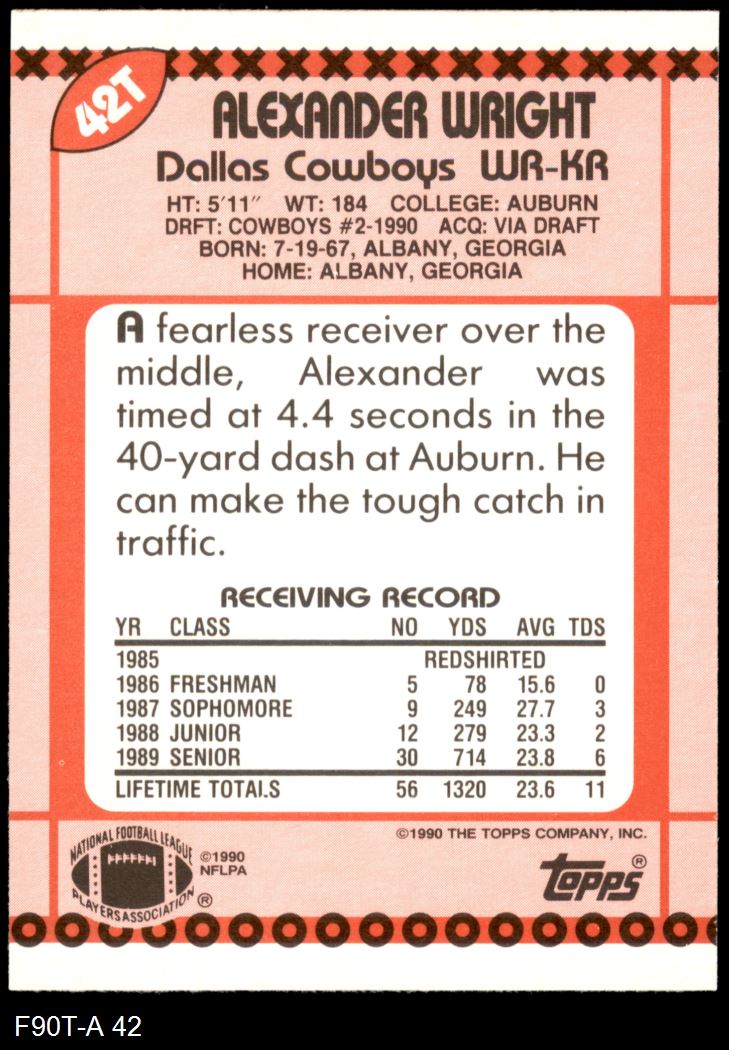 42T
ALEXANDER WRIGHT
Dallas Cowboys WR-KR
HT: 5'11" WT: 184 COLLEGE: AUBURN
DRFT: COWBOYS #2-1990 ACQ: VIA DRAFT
BORN: 7-19-67, ALBANY, GEORGIA
HOME: ALBANY, GEORGIA
A fearless receiver over the
middle, Alexander was
timed at 4.4 seconds in the
40-yard dash at Auburn. He
can make the tough catch in
traffic.
RECEIVING RECORD
YR CLASS NO YDS AVG TDS
1985 REDSHIRTED
1986 FRESHMAN 5 78 15.6 0
1987 SOPHOMORE 9 249 27.7 3
1988 JUNIOR 12 279 23.3 2
1989 SENIOR 30 714 23.8 6
LIFETIME TOTALS 56 1320 23.6 11
©1990 THE TOPPS COMPANY, INC.
NATIONAL FOOTBALL LEAGUE
PLAYERS ASSOCIATION ®
©1990
NFLPA
topps ®
F90T-A 42